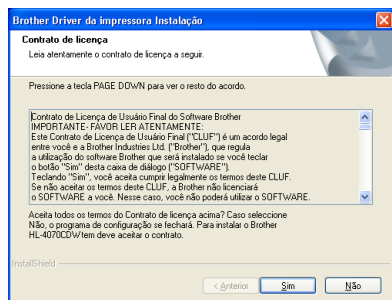 Brother Driver da impressora Instalação
Contrato de licença
Leia atentamente o contrato de licença a seguir.
Pressione a tecla PAGE DOWN para ver o resto do acordo.
Contrato de Licença de Usuário Final do Software Brother
IMPORTANTE- FAVOR LER ATENTAMENTE:
Este Contrato de Licença de Usuário Final ("CLUF") é um acordo legal
entre você e a Brother Industries Ltd. ("Brother"), que regula
a utilização do software Brother que será instalado se você teclar
o botão "Sim" desta caixa de diálogo ("SOFTWARE").
Teclando "Sim", você aceita cumprir legalmente os termos deste CLUF.
Se não aceitar os termos deste CLUF, a Brother não licenciará
o SOFTWARE a você. Nesse caso, você não poderá utilizar o SOFTWARE.
Aceita todos os termos do Contrato de licença acima? Caso seleccione
Não, o programa de configuração se fechará. Para instalar o Brother
HL-4070CDW tem deve aceitar o contrato.
InstallShield
< Anterior
Sim
Não